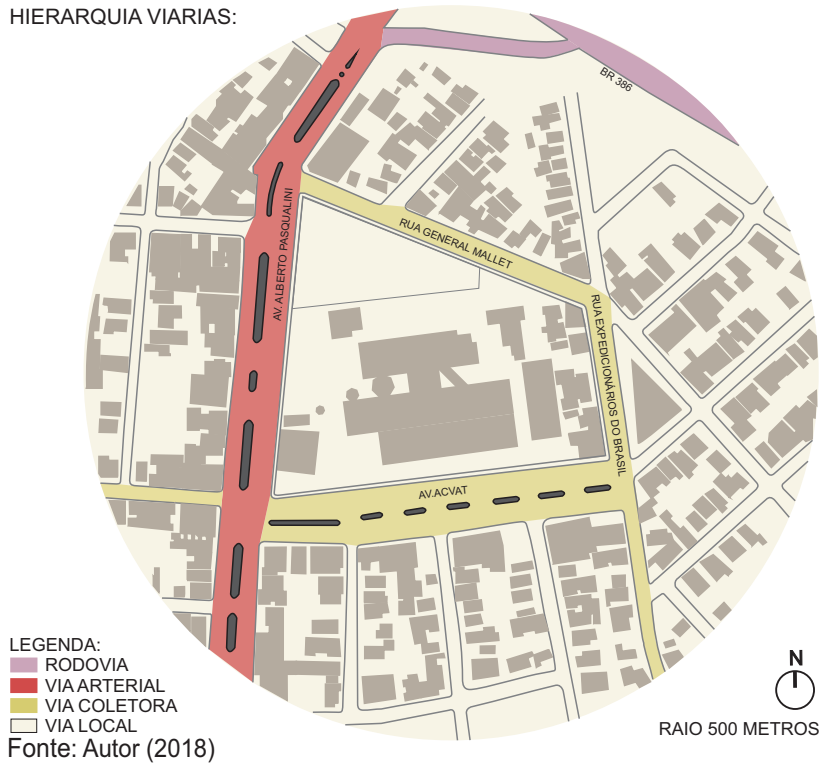 HIERARQUIA VIARIAS:
BR 386
AV. ALBERTO PASQUALINI
RUA GENERAL MALLET
RUA EXPEDICIONÁRIOS DO BRASIL
AV.ACVAT
LEGENDA:
RODOVIA
VIA ARTERIAL
VIA COLETORA
VIA LOCAL
Fonte: Autor (2018)
N
RAIO 500 METROS